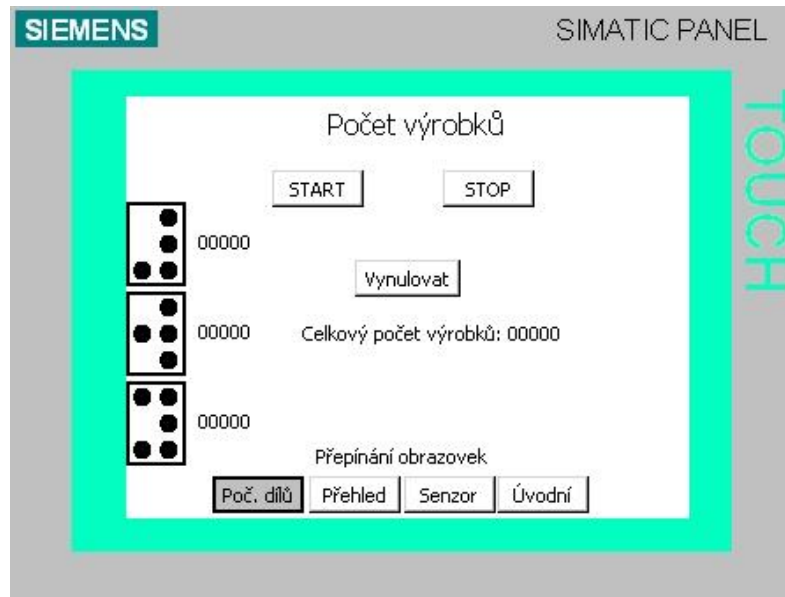 SIEMENS
SIMATIC PANEL
TOUCH
Počet výrobků
START
STOP
00000
Vynulovat
00000
Celkový počet výrobků: 00000
00000
Přepínání obrazovek
Poč. dílů
Přehled
Senzor
Úvodní